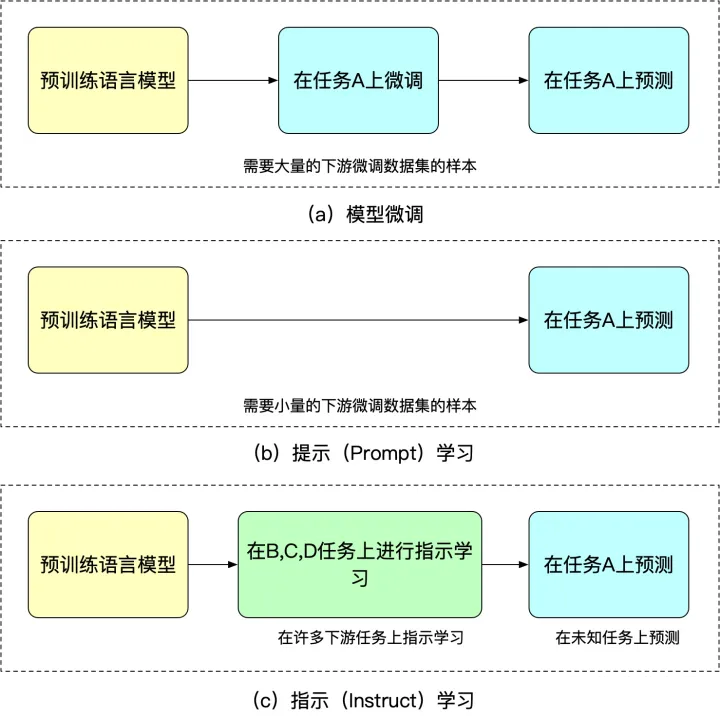 预训练语言模型
在任务A上微调
在任务A上预测
需要大量的下游微调数据集的样本
（a）模型微调
预训练语言模型
在任务A上预测
需要小量的下游微调数据集的样本
（b）提示（Prompt）学习
预训练语言模型
在B,C,D任务上进行指示学
习
在任务A上预测
在许多下游任务上指示学习
在未知任务上预测
（c）指示（Instruct）学习